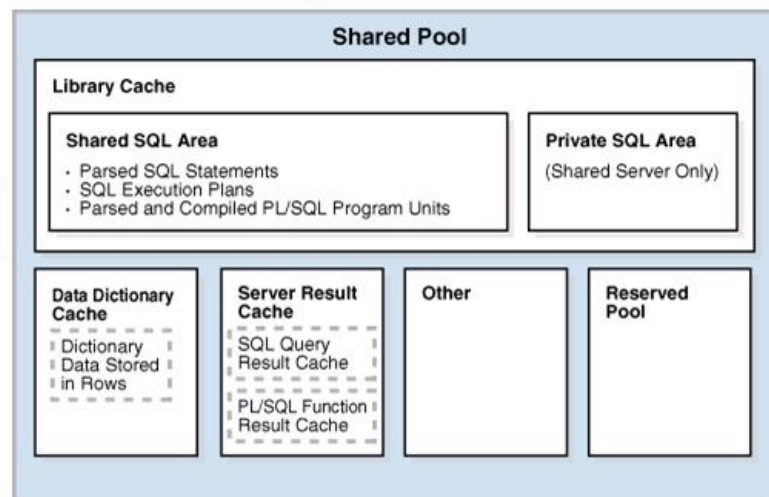 Shared Pool
Library Cache
Shared SQL Area
· Parsed SQL Statements
· SQL Execution Plans
· Parsed and Compiled PL/SQL Program Units
Private SQL Area
(Shared Server Only)
Data Dictionary
Cache
Dictionary
Data Stored
in Rows
Server Result
Cache
SQL Query
Result Cache
PL/SQL Function
Result Cache
Other
Reserved
Pool